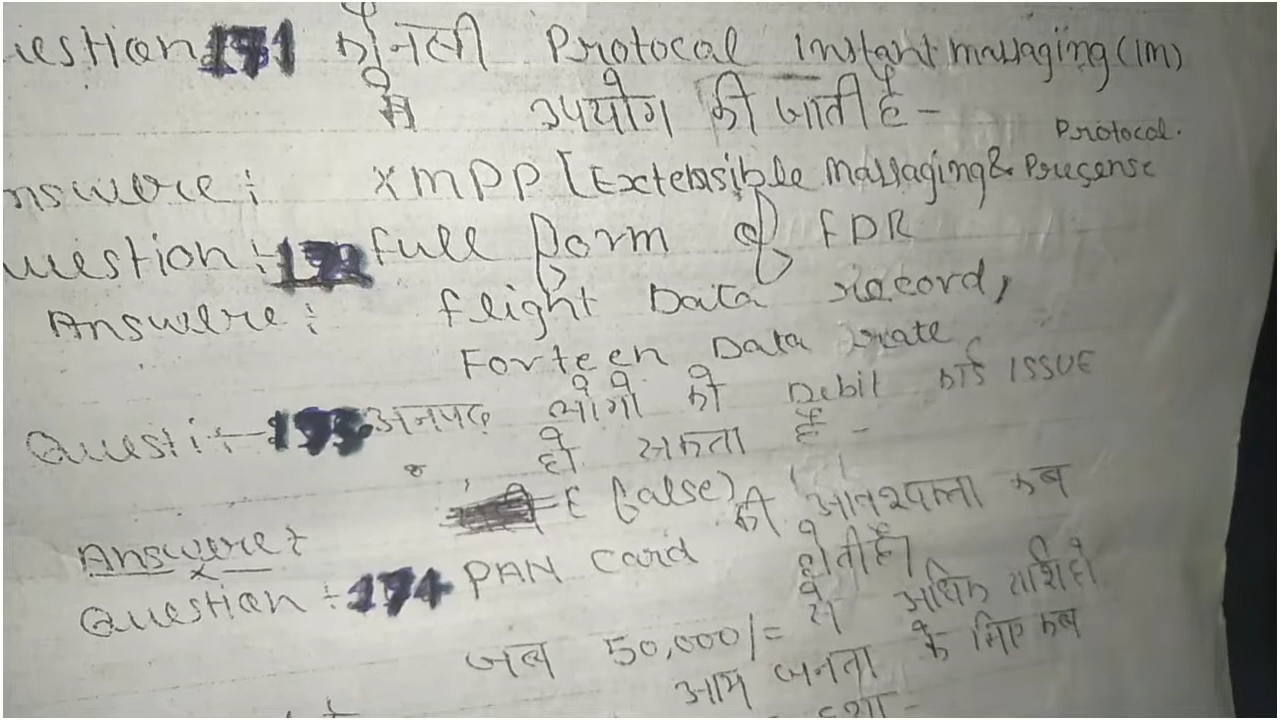 uestion 171 कौनसी Protocal instant massaging (IM)
में उपयोग की जाती है -
Protocol.
nswere : XMPP [Extensible Massaging & Presense
uestion :- 172 full form of FDR
Answere : flight Data record,
Forteen Data rate
Questi :- 173. अनपढ लोगो को Debit ISSUE
हो सकता है -
Answere : (false)
Question :- 174 PAN Card की आवश्यकता कब
होती है।
जब 50,000/= से अधिक राशि हो
आम जनता के लिए कब